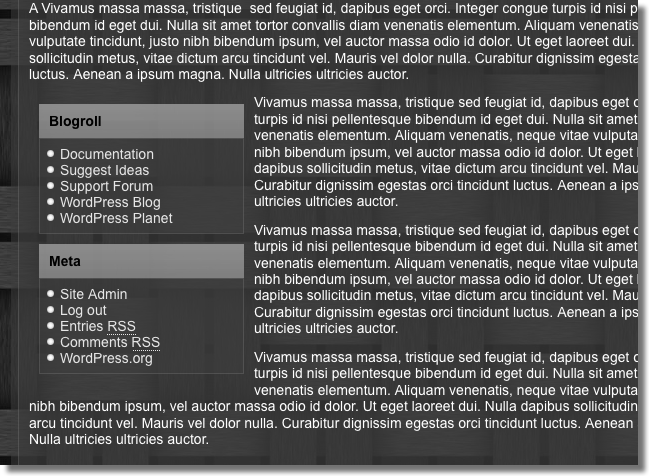 A Vivamus massa massa, tristique sed feugiat id, dapibus eget orci. Integer congue turpis id nisi p
bibendum id eget dui. Nulla sit amet tortor convallis diam venenatis elementum. Aliquam venenatis
vulputate tincidunt, justo nibh bibendum ipsum, vel auctor massa odio id dolor. Ut eget laoreet dui.
sollicitudin metus, vitae dictum arcu tincidunt vel. Mauris vel dolor nulla. Curabitur dignissim egesta
luctus. Aenean a ipsum magna. Nulla ultricies ultricies auctor.
Blogroll
Documentation
Suggest Ideas
Support Forum
WordPress Blog
WordPress Planet
Meta
Site Admin
Log out
Entries RSS
Comments RSS
WordPress.org
Vivamus massa massa, tristique sed feugiat id, dapibus eget
turpis id nisi pellentesque bibendum id eget dui. Nulla sit amet
venenatis elementum. Aliquam venenatis, neque vitae vulputa
nibh bibendum ipsum, vel auctor massa odio id dolor. Ut eget
dapibus sollicitudin metus, vitae dictum arcu tincidunt vel. Mau
Curabitur dignissim egestas orci tincidunt luctus. Aenean a ips
ultricies ultricies auctor.
Vivamus massa massa, tristique sed feugiat id, dapibus eget
turpis id nisi pellentesque bibendum id eget dui. Nulla sit amet
venenatis elementum. Aliquam venenatis, neque vitae vulputa
nibh bibendum ipsum, vel auctor massa odio id dolor. Ut eget
dapibus sollicitudin metus, vitae dictum arcu tincidunt vel. Mau
Curabitur dignissim egestas orci tincidunt luctus. Aenean a ips
ultricies ultricies auctor.
Vivamus massa massa, tristique sed feugiat id, dapibus eget
turpis id nisi pellentesque bibendum id eget dui. Nulla sit amet
venenatis elementum. Aliquam venenatis, neque vitae vulputa
nibh bibendum ipsum, vel auctor massa odio id dolor. Ut eget laoreet dui. Nulla dapibus sollicitudin
arcu tincidunt vel. Mauris vel dolor nulla. Curabitur dignissim egestas orci tincidunt luctus. Aenean
Nulla ultricies ultricies auctor.